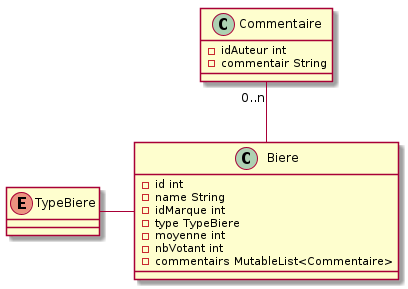 C Commentaire
idAuteur int
commentair String
0..n
C Biere
id int
name String
idMarque int
type TypeBiere
moyenne int
nbVotant int
commentairs MutableList<Commentaire>
E TypeBiere